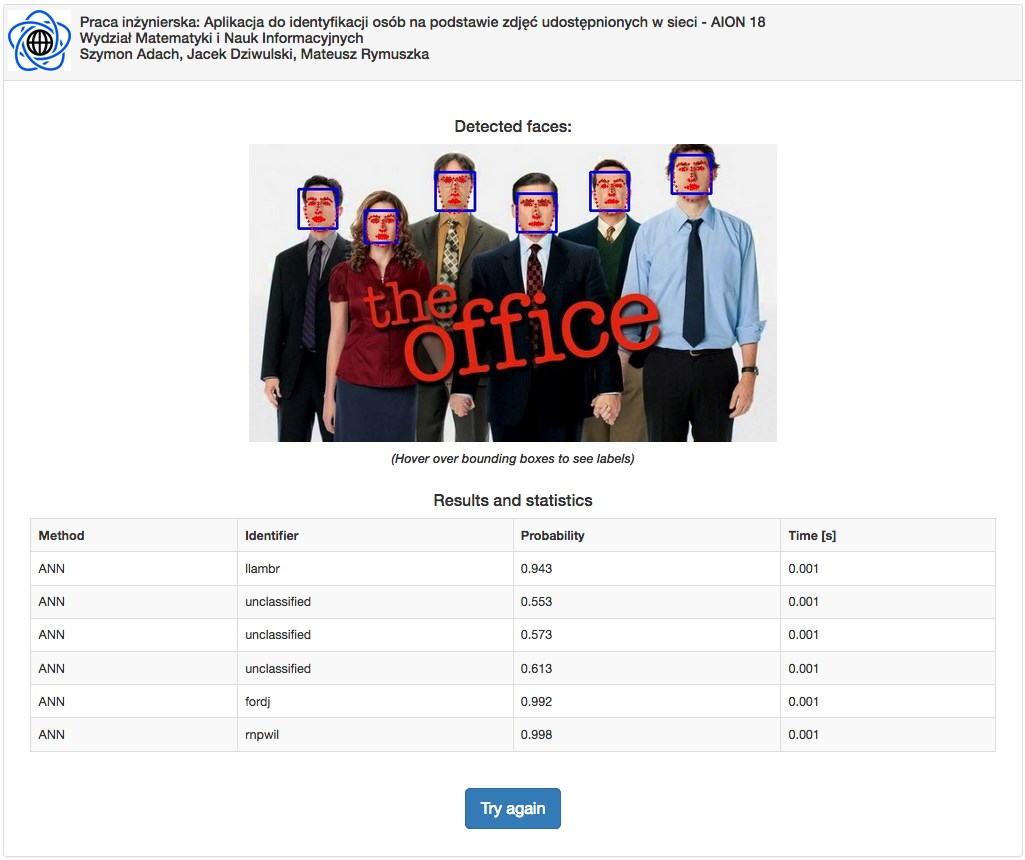 Praca inżynierska: Aplikacja do identyfikacji osób na podstawie zdjęć udostępnionych w sieci - AION 18
Wydział Matematyki i Nauk Informacyjnych
Szymon Adach, Jacek Dziwulski, Mateusz Rymuszka
Detected faces:
the
office
(Hover over bounding boxes to see labels)
Results and statistics
Method Identifier Probability Time [s]
ANN llambr 0.943 0.001
ANN unclassified 0.553 0.001
ANN unclassified 0.573 0.001
ANN unclassified 0.613 0.001
ANN fordj 0.992 0.001
ANN rnpwil 0.998 0.001
Try again